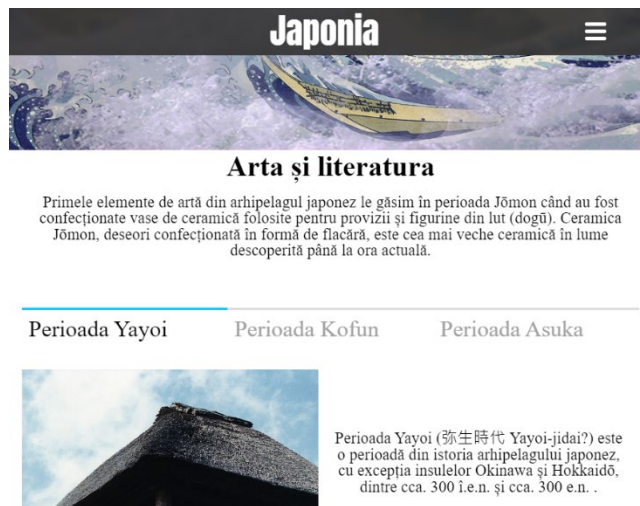 Japonia
Arta și literatura
Primele elemente de artă din arhipelagul japonez le găsim în perioada Jōmon când au fost
confecționate vase de ceramică folosite pentru provizii și figurine din lut (dogū). Ceramica
Jōmon, deseori confecționată în formă de flacără, este cea mai veche ceramică în lume
descoperită până la ora actuală.
Perioada Yayoi Perioada Kofun Perioada Asuka
Perioada Yayoi (弥生時代 Yayoi-jidai?) este
o perioadă din istoria arhipelagului japonez,
cu excepția insulelor Okinawa și Hokkaidō,
dintre cca. 300 î.e.n. și cca. 300 e.n. .